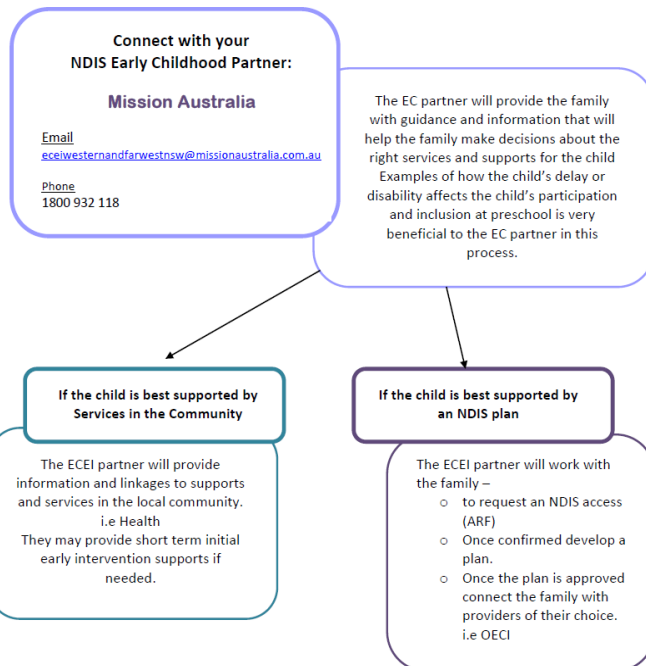 Connect with your
NDIS Early Childhood Partner:
Mission Australia
Email
eceiwesternandfarwestnsw@missionaustralia.com.au
Phone
1800 932 118
The EC partner will provide the family
with guidance and information that will
help the family make decisions about the
right services and supports for the child
Examples of how the child's delay or
disability affects the child's participation
and inclusion at preschool is very
beneficial to the EC partner in this
process.
If the child is best supported by
Services in the Community
The ECEI partner will provide
information and linkages to supports
and services in the local community.
i.e Health
They may provide short term initial
early intervention supports if
needed.
If the child is best supported by
an NDIS plan
The ECEI partner will work with
the family –
o to request an NDIS access
(ARF)
o Once confirmed develop a
plan.
o Once the plan is approved
connect the family with
providers of their choice.
i.e OECI